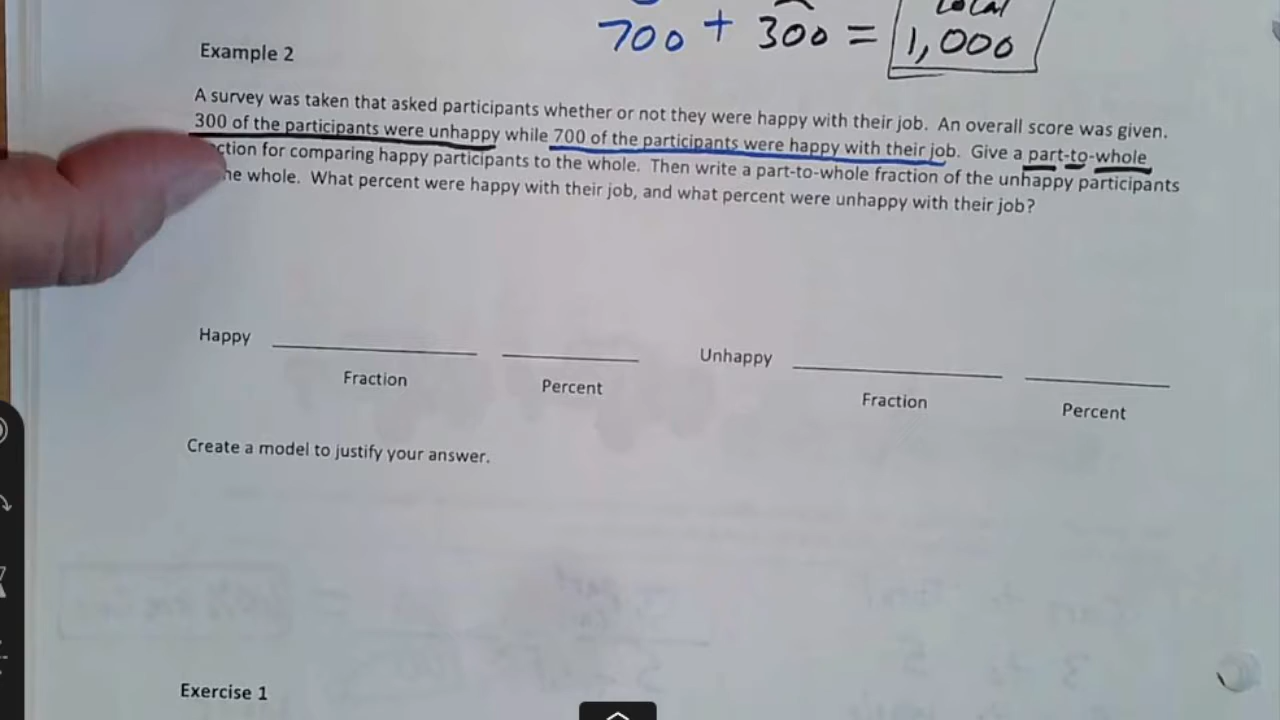 total
700 + 300 = 1,000
Example 2
A survey was taken that asked participants whether or not they were happy with their job. An overall score was given.
300 of the participants were unhappy while 700 of the participants were happy with their job. Give a part-to-whole
ction for comparing happy participants to the whole. Then write a part-to-whole fraction of the unhappy participants
he whole. What percent were happy with their job, and what percent were unhappy with their job?
Happy Unhappy
Fraction Percent Fraction Percent
Create a model to justify your answer.
Exercise 1